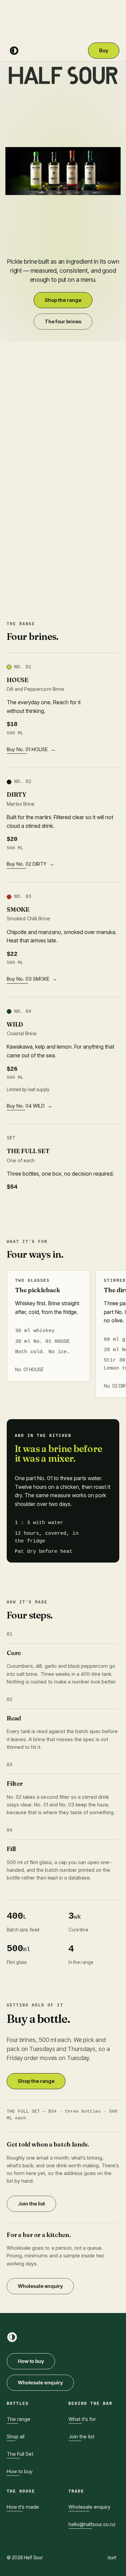 Buy
HALF SOUR
Pickle brine built as an ingredient in its own
right — measured, consistent, and good
enough to put on a menu.
Shop the range
The four brines
THE RANGE
Four brines.
NO. 01
HOUSE
Dill and Peppercorn Brine
The everyday one. Reach for it
without thinking.
$18
500 ML
Buy No. 01 HOUSE →
NO. 02
DIRTY
Martini Brine
Built for the martini. Filtered clear so it will not
cloud a stirred drink.
$20
500 ML
Buy No. 02 DIRTY →
NO. 03
SMOKE
Smoked Chilli Brine
Chipotle and manzano, smoked over manuka.
Heat that arrives late.
$22
500 ML
Buy No. 03 SMOKE →
NO. 04
WILD
Coastal Brine
Kawakawa, kelp and lemon. For anything that
came out of the sea.
$26
500 ML
Limited by leaf supply.
Buy No. 04 WILD →
SET
THE FULL SET
One of each
Three bottles, one box, no decision required.
$54
WHAT IT'S FOR
Four ways in.
TWO GLASSES
The pickleback
Whiskey first. Brine straight
after, cold, from the fridge.
30 ml whiskey
30 ml No. 01 HOUSE
Both cold. No ice.
No. 01 HOUSE
STIRRED
The dir
Three pa
part No. 0
no olive.
60 ml g
20 ml N
Stir 30
Lemon t
No. 02 DIR
AND IN THE KITCHEN
It was a brine before
it was a mixer.
One part No. 01 to three parts water.
Twelve hours on a chicken, then roast it
dry. The same measure works on pork
shoulder over two days.
1 : 3 with water
12 hours, covered, in
the fridge
Pat dry before heat
HOW IT'S MADE
Four steps.
01
Cure
Cucumbers, dill, garlic and black peppercorn go
into salt brine. Three weeks in a 400-litre tank.
Nothing is rushed to make a number look better.
02
Read
Every tank is read against the batch spec before
it leaves. A brine that misses the spec is not
thinned to hit it.
03
Filter
No. 02 takes a second filter so a stirred drink
stays clear. No. 01 and No. 03 keep the haze,
because that is where they taste of something.
04
Fill
500 ml of flint glass, a cap you can open one-
handed, and the batch number printed on the
bottle rather than kept in a database.
400L
Batch size, fixed
3wk
Cure time
500ml
Flint glass
4
In the range
GETTING HOLD OF IT
Buy a bottle.
Four brines, 500 ml each. We pick and
pack on Tuesdays and Thursdays, so a
Friday order moves on Tuesday.
Shop the range
THE FULL SET — $54 · three bottles · 500
ML each
Get told when a batch lands.
Roughly one email a month: what's brining,
what's back, and one drink worth making. There's
no form here yet, so the address goes on the
list by hand.
Join the list
For a bar or a kitchen.
Wholesale goes to a person, not a queue.
Pricing, minimums and a sample inside two
working days.
Wholesale enquiry
How to buy
Wholesale enquiry
BOTTLES
The range
Shop all
The Full Set
How to buy
BEHIND THE BAR
What it's for
Join the list
THE HOUSE
How it's made
TRADE
Wholesale enquiry
hello@halfsour.co.nz
© 2026 Half Sour
Staff